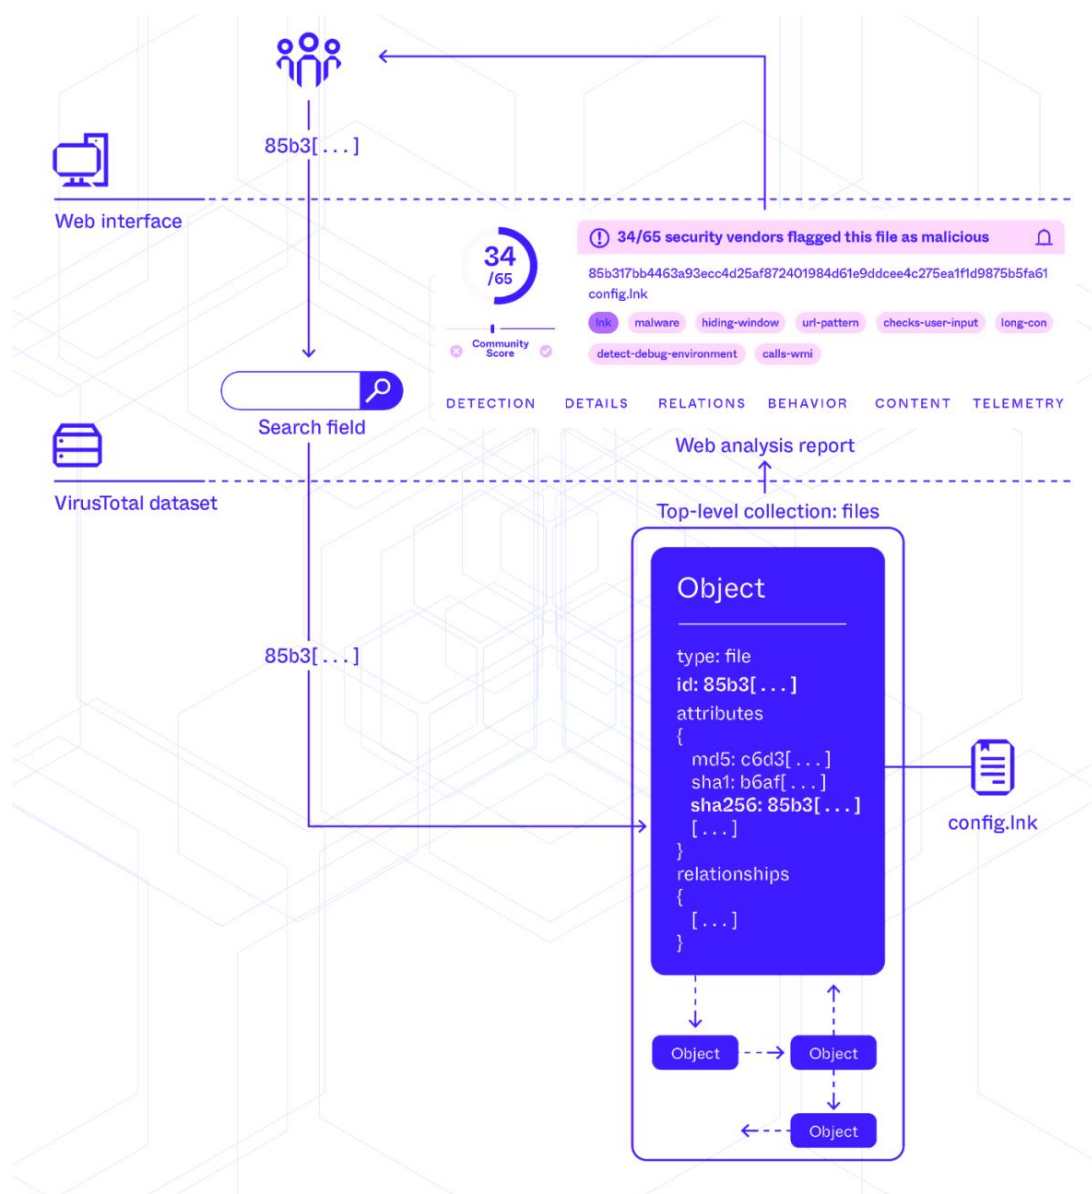 85b3[...]
Web interface
34
/65
Community
Score
34/65 security vendors flagged this file as malicious
85b317bb4463a93ecc4d25af872401984d61e9ddcee4c275ea1f1d9875b5fa61
config.lnk
lnk malware hiding-window url-pattern checks-user-input long-con
detect-debug-environment calls-wmi
DETECTION DETAILS RELATIONS BEHAVIOR CONTENT TELEMETRY
Search field
Web analysis report
VirusTotal dataset
Top-level collection: files
85b3[...]
Object
type: file
id: 85b3[...]
attributes
{
md5: c6d3[...]
sha1: b6af[...]
sha256: 85b3[...]
[...]
}
relationships
{
[...]
}
config.lnk
Object
Object
Object